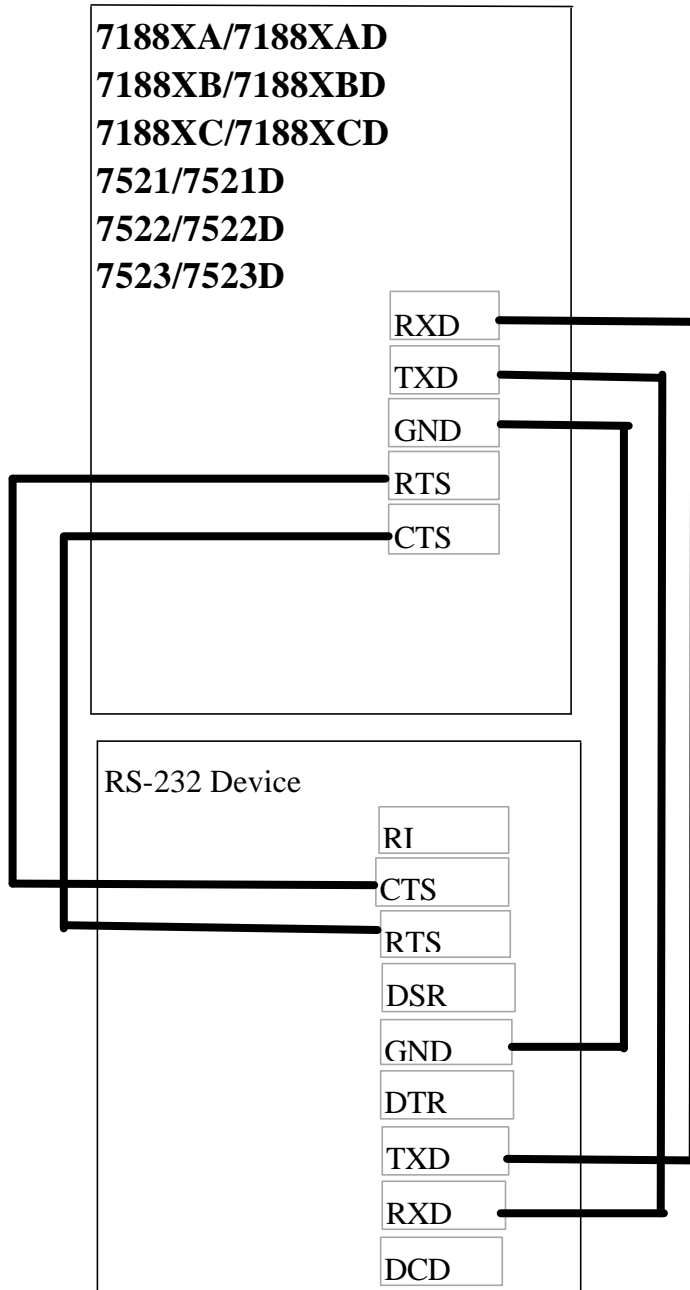 7188XA/7188XAD
7188XB/7188XBD
7188XC/7188XCD
7521/7521D
7522/7522D
7523/7523D
RXD
TXD
GND
RTS
CTS
RS-232 Device
RI
CTS
RTS
DSR
GND
DTR
TXD
RXD
DCD